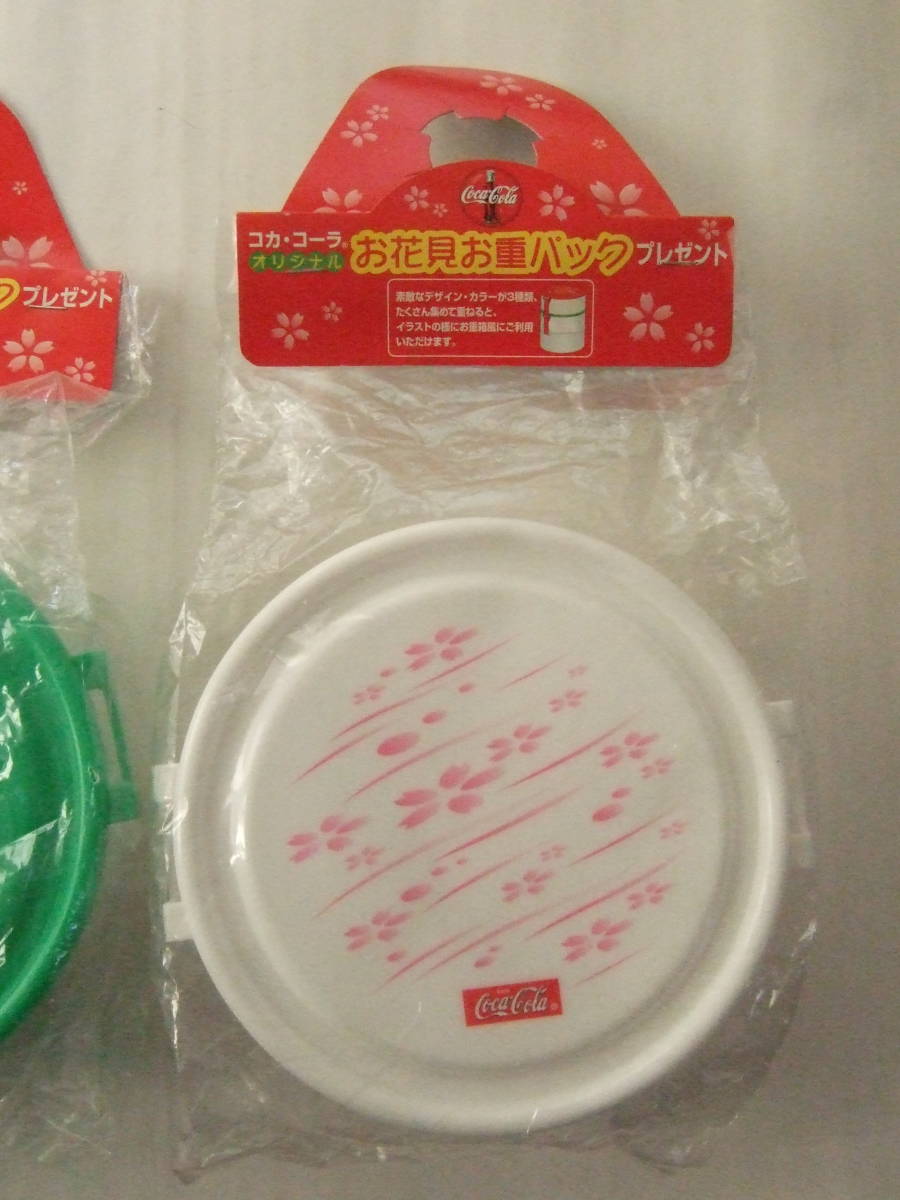 Coca-Cola
コカ・コーラ® お花見お重パック プレゼント
オリジナル
素敵なデザイン・カラーが3種類、
たくさん集めて重ねると、
イラストの様にお重箱風にご利用
いただけます。
ク プレゼント
Coca-Cola®